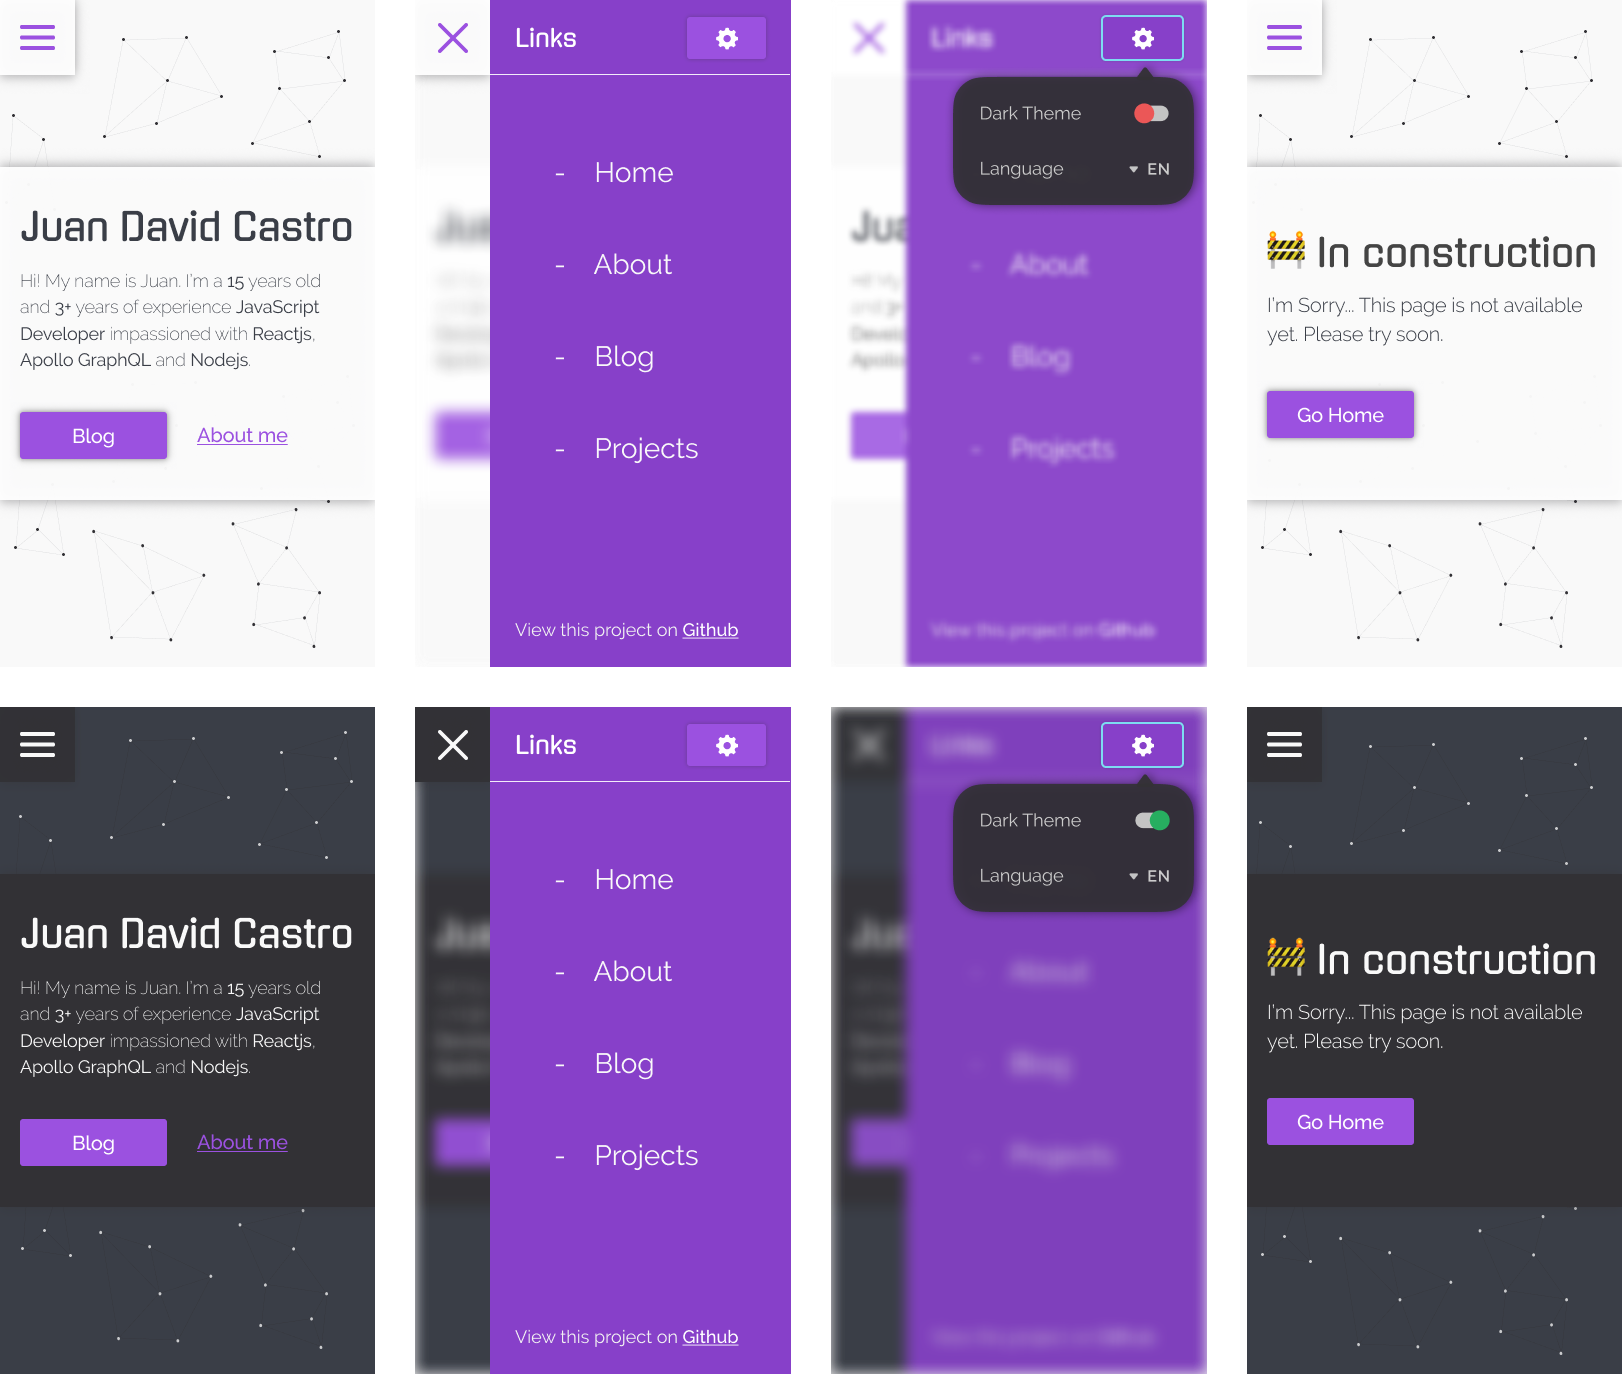 Juan David Castro
Hi! My name is Juan. I'm a 15 years old
and 3+ years of experience JavaScript
Developer impassioned with Reactjs,
Apollo GraphQL and Nodejs.
Blog
About me
Links
- Home
- About
- Blog
- Projects
View this project on Github
Links
Dark Theme
Language
EN
Jua
- About
- Blog
- Projects
View this project on Github
In construction
I'm Sorry... This page is not available
yet. Please try soon.
Go Home
Juan David Castro
Hi! My name is Juan. I'm a 15 years old
and 3+ years of experience JavaScript
Developer impassioned with Reactjs,
Apollo GraphQL and Nodejs.
Blog
About me
Links
- Home
- About
- Blog
- Projects
View this project on Github
Links
Dark Theme
Language
EN
- About
- Blog
- Projects
In construction
I'm Sorry... This page is not available
yet. Please try soon.
Go Home